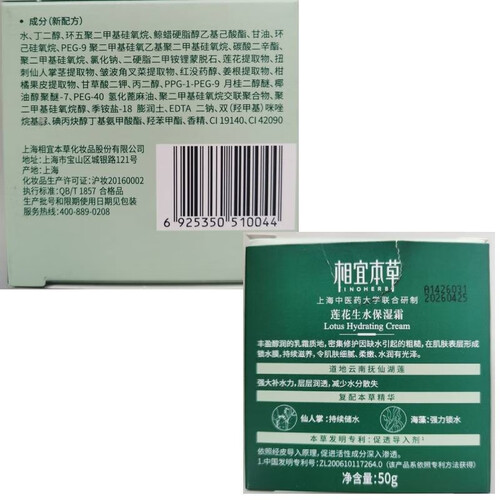 • 成分（新配方）
水、丁二醇、环五聚二甲基硅氧烷、鲸蜡硬脂醇乙基己酸酯、甘油、环
己硅氧烷、PEG-9 聚二甲基硅氧乙基聚二甲基硅氧烷、碳酸二辛酯、
聚二甲基硅氧烷、氯化钠、二硬脂二甲铵锂蒙脱石、莲花提取物、扭
刺仙人掌茎提取物、皱波角叉菜提取物、红没药醇、姜根提取物、柑
橘果皮提取物、甘草酸二钾、丙二醇、PPG-1-PEG-9 月桂二醇醚、椰
油醇聚醚-7、PEG-40 氢化蓖麻油、聚二甲基硅氧烷交联聚合物、聚
二甲基硅氧烷醇、季铵盐-18 膨润土、EDTA 二钠、双(羟甲基)咪唑
烷基脲、碘丙炔醇丁基氨甲酸酯、羟苯甲酯、香精、CI 19140、CI 42090
上海相宜本草化妆品股份有限公司
地址：上海市宝山区城银路121号
产地：上海
化妆品生产许可证：沪妆20160002
执行标准：QB/T 1857 合格品
生产批号和限期使用日期见包装
服务热线：400-889-0208
6 925350 510044
相宜本草
INOHERB
上海中医药大学联合研制
B1426031
20260425
莲花生水保湿霜
Lotus Hydrating Cream
丰盈醇润的乳霜质地，密集修护因缺水引起的粗糙，在肌肤表层形成
锁水膜，持续滋养，令肌肤细腻、柔嫩、水润有光泽。
道地云南抚仙湖莲
强大补水力，层层润透，减少水分散失
复配本草精华
仙人掌：持续储水
海藻：强力锁水
本草发明专利：促透导入剂¹
依照经皮导入原理，促进活性成分深入渗透。
1.中国发明专利号：ZL200610117264.0（该产品系依照专利方法获得）
净含量：50g